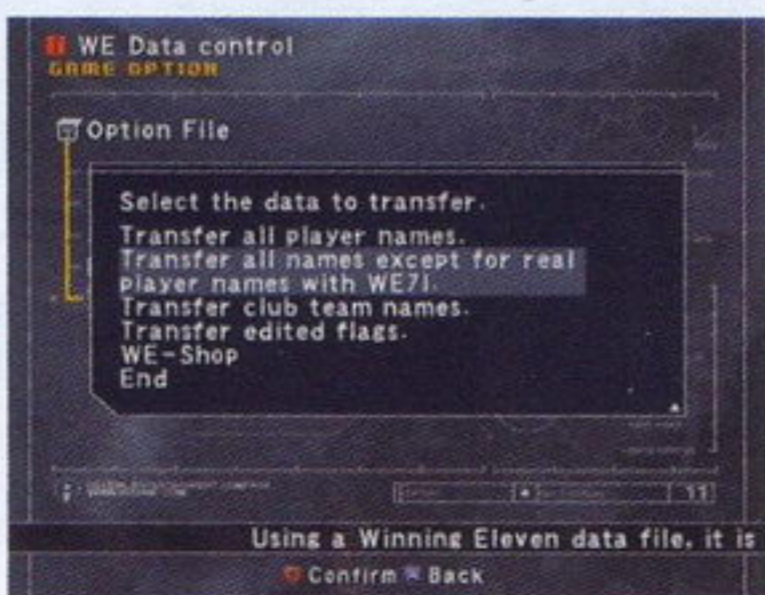 WE Data control
GAME OPTION
Option File
Select the data to transfer.
Transfer all player names.
Transfer all names except for real
player names with WE7I.
Transfer club team names.
Transfer edited flags.
WE-Shop
End
11
Using a Winning Eleven data file, it is
Confirm Back